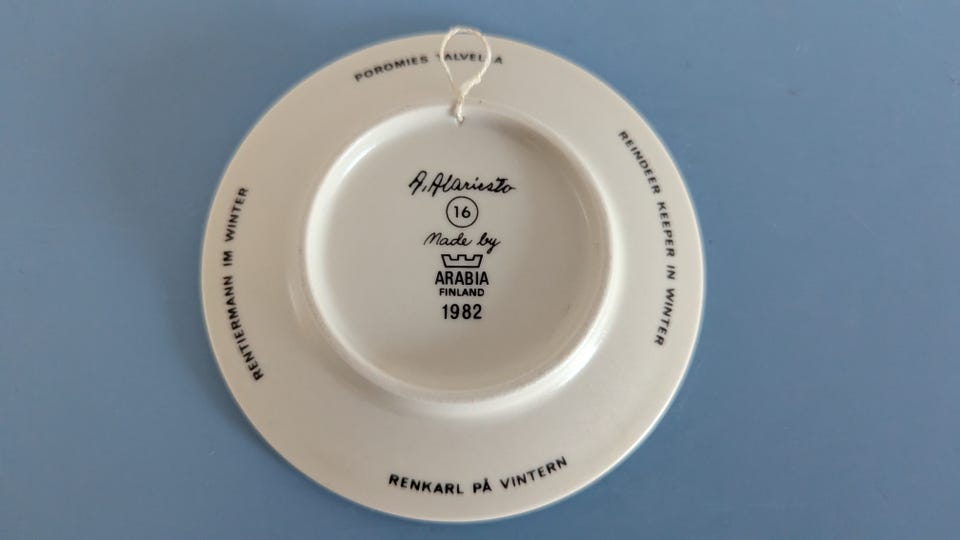 POROMIES TALVELLA
REINDEER KEEPER IN WINTER
RENKARL PÅ VINTERN
RENTIERMANN IM WINTER
A. Alariesto
16
Made by
ARABIA
FINLAND
1982